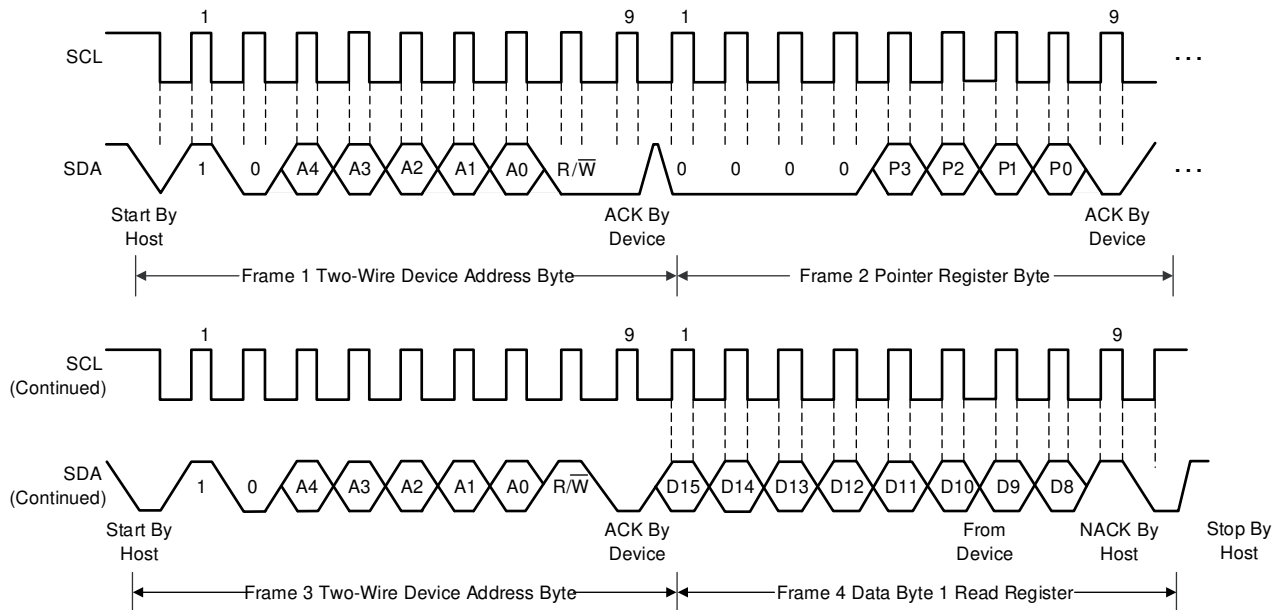 1 9 1 9
SCL ...
SDA 1 0 A4 A3 A2 A1 A0 R/W̅ 0 0 0 0 P3 P2 P1 P0 ...
Start By
Host
ACK By
Device
ACK By
Device
Frame 1 Two-Wire Device Address Byte
Frame 2 Pointer Register Byte
1 9 1 9
SCL
(Continued)
SDA
(Continued)
1 0 A4 A3 A2 A1 A0 R/W̅ D15 D14 D13 D12 D11 D10 D9 D8
Start By
Host
ACK By
Device
From
Device
NACK By
Host
Stop By
Host
Frame 3 Two-Wire Device Address Byte
Frame 4 Data Byte 1 Read Register